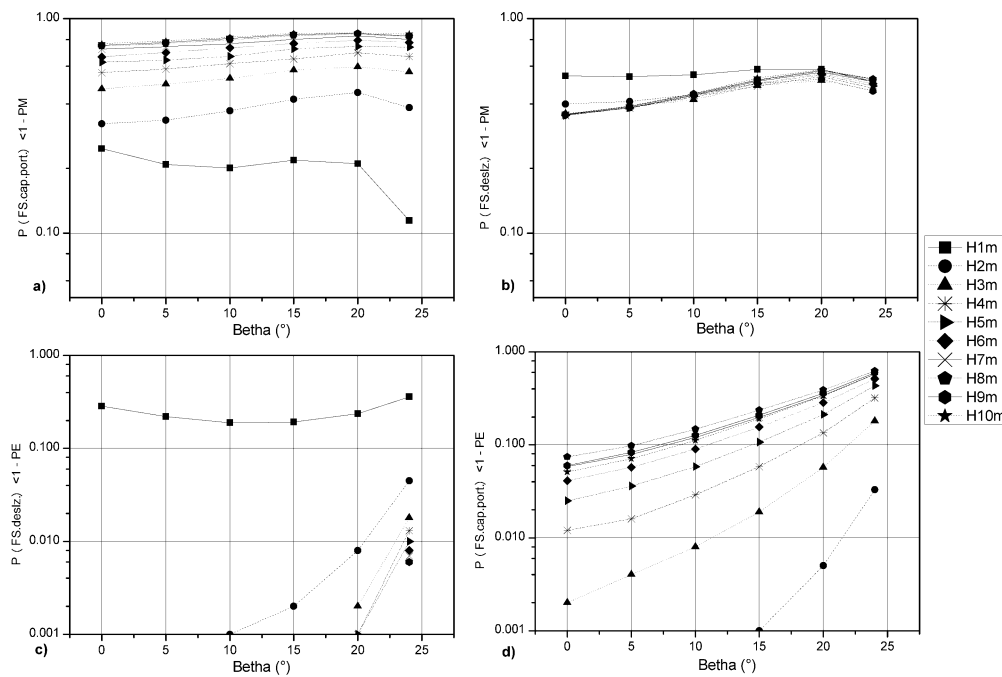 1.00
0.10
P ( FS.cap.port.) <1 - PM
a)
0
5
10
15
20
25
Betha (°)
1.00
0.10
P ( FS.deslz.) <1 - PM
b)
0
5
10
15
20
25
Betha (°)
H1m
H2m
H3m
H4m
H5m
H6m
H7m
H8m
H9m
H10m
1.000
0.100
0.010
0.001
P ( FS.deslz.) <1 - PE
c)
0
5
10
15
20
25
Betha (°)
1.000
0.100
0.010
0.001
P ( FS.cap.port.) <1 - PE
d)
0
5
10
15
20
25
Betha (°)